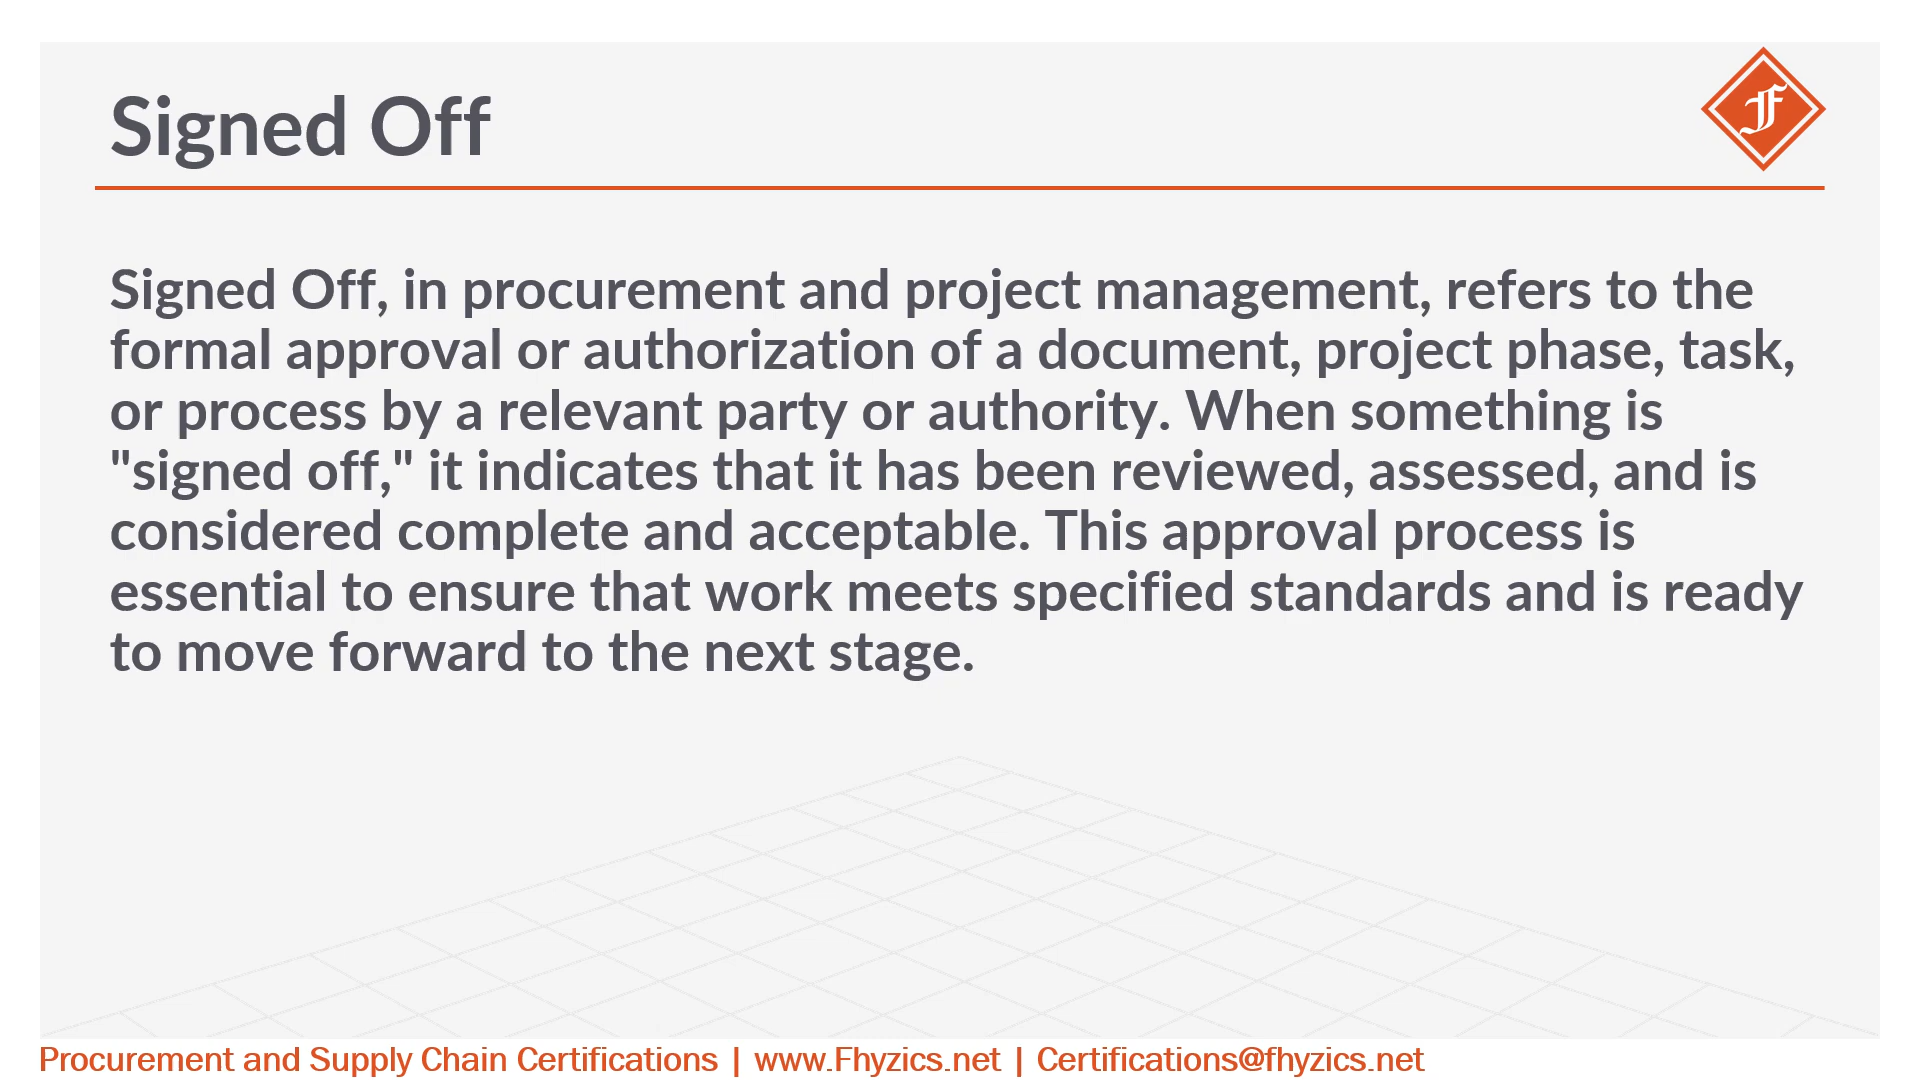 Signed Off
Signed Off, in procurement and project management, refers to the
formal approval or authorization of a document, project phase, task,
or process by a relevant party or authority. When something is
"signed off," it indicates that it has been reviewed, assessed, and is
considered complete and acceptable. This approval process is
essential to ensure that work meets specified standards and is ready
to move forward to the next stage.
Procurement and Supply Chain Certifications | www.Fhyzics.net | Certifications@fhyzics.net